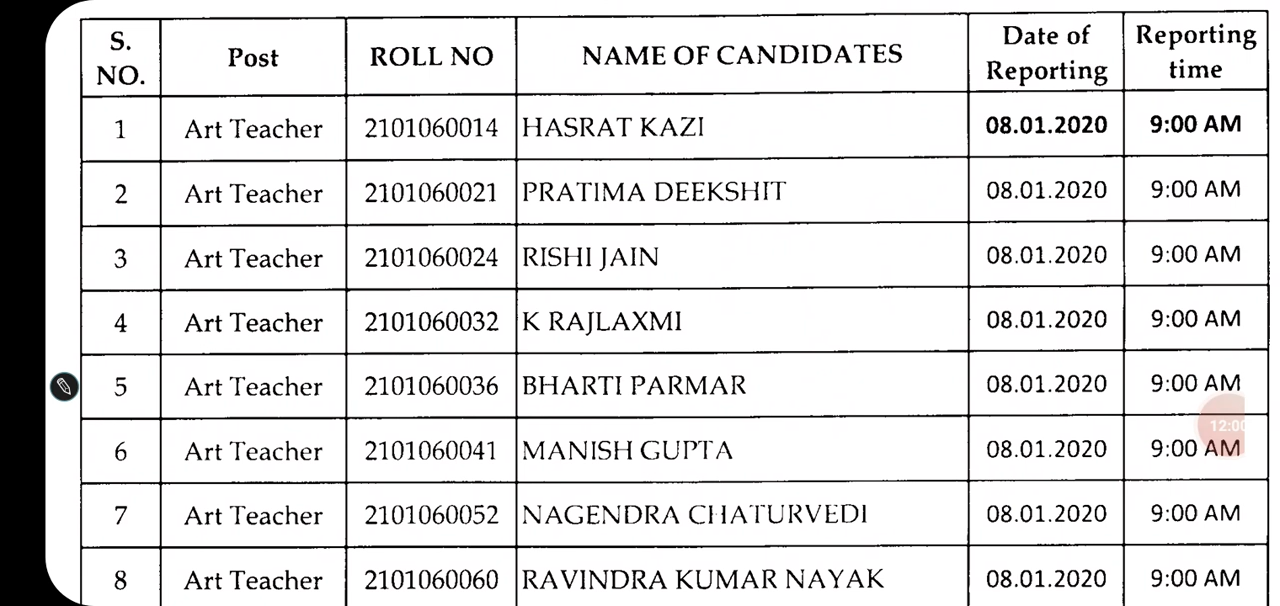 S. NO. Post ROLL NO NAME OF CANDIDATES Date of Reporting Reporting time
1 Art Teacher 2101060014 HASRAT KAZI 08.01.2020 9:00 AM
2 Art Teacher 2101060021 PRATIMA DEEKSHIT 08.01.2020 9:00 AM
3 Art Teacher 2101060024 RISHI JAIN 08.01.2020 9:00 AM
4 Art Teacher 2101060032 K RAJLAXMI 08.01.2020 9:00 AM
5 Art Teacher 2101060036 BHARTI PARMAR 08.01.2020 9:00 AM
12:00
6 Art Teacher 2101060041 MANISH GUPTA 08.01.2020 9:00 AM
7 Art Teacher 2101060052 NAGENDRA CHATURVEDI 08.01.2020 9:00 AM
8 Art Teacher 2101060060 RAVINDRA KUMAR NAYAK 08.01.2020 9:00 AM